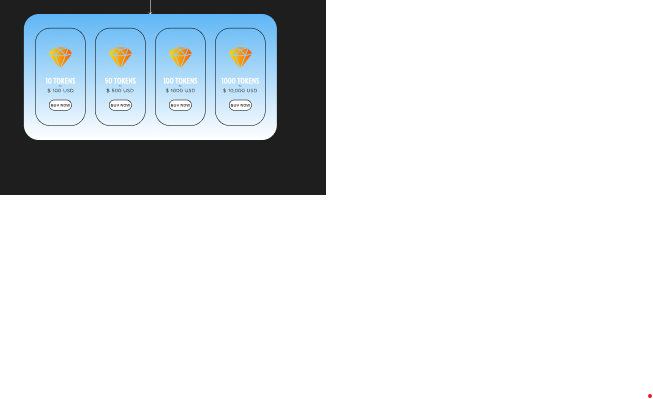 10 TOKENS
$ 100 USD
BUY NOW
50 TOKENS
$ 500 USD
BUY NOW
100 TOKENS
$ 1000 USD
BUY NOW
1000 TOKENS
$ 10,000 USD
BUY NOW